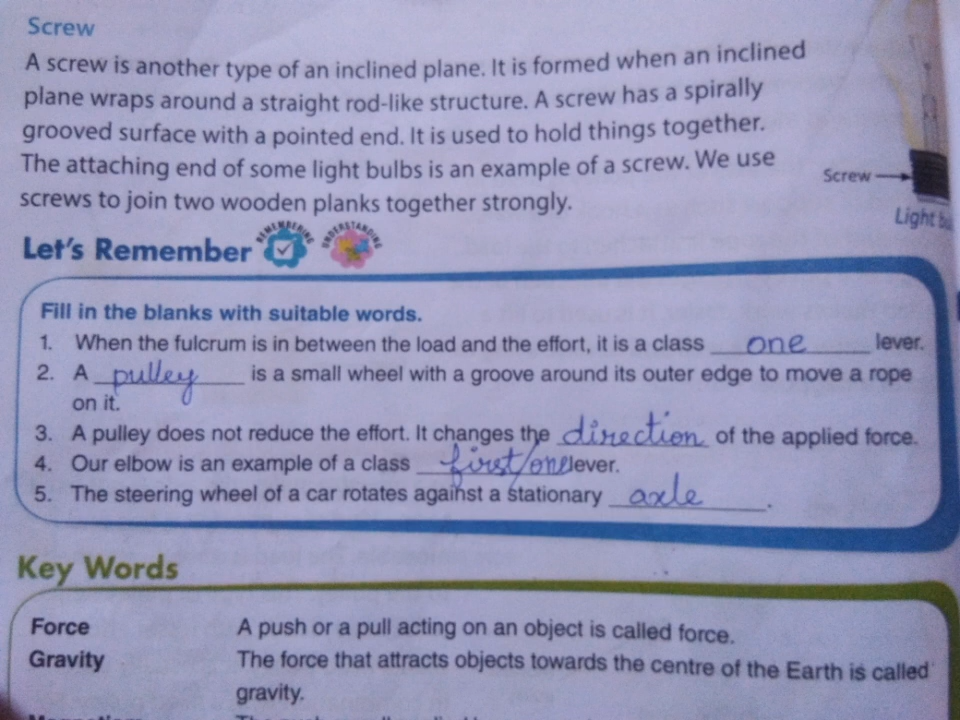 Screw
A screw is another type of an inclined plane. It is formed when an inclined
plane wraps around a straight rod-like structure. A screw has a spirally
grooved surface with a pointed end. It is used to hold things together.
The attaching end of some light bulbs is an example of a screw. We use
screws to join two wooden planks together strongly.
Screw
Light
Let's Remember
REMEMBERING
UNDERSTANDING
Fill in the blanks with suitable words.
1. When the fulcrum is in between the load and the effort, it is a class one lever.
2. A pulley is a small wheel with a groove around its outer edge to move a rope
on it.
3. A pulley does not reduce the effort. It changes the direction of the applied force.
4. Our elbow is an example of a class first/one lever.
5. The steering wheel of a car rotates against a stationary axle.
Key Words
Force A push or a pull acting on an object is called force.
Gravity The force that attracts objects towards the centre of the Earth is called
gravity.